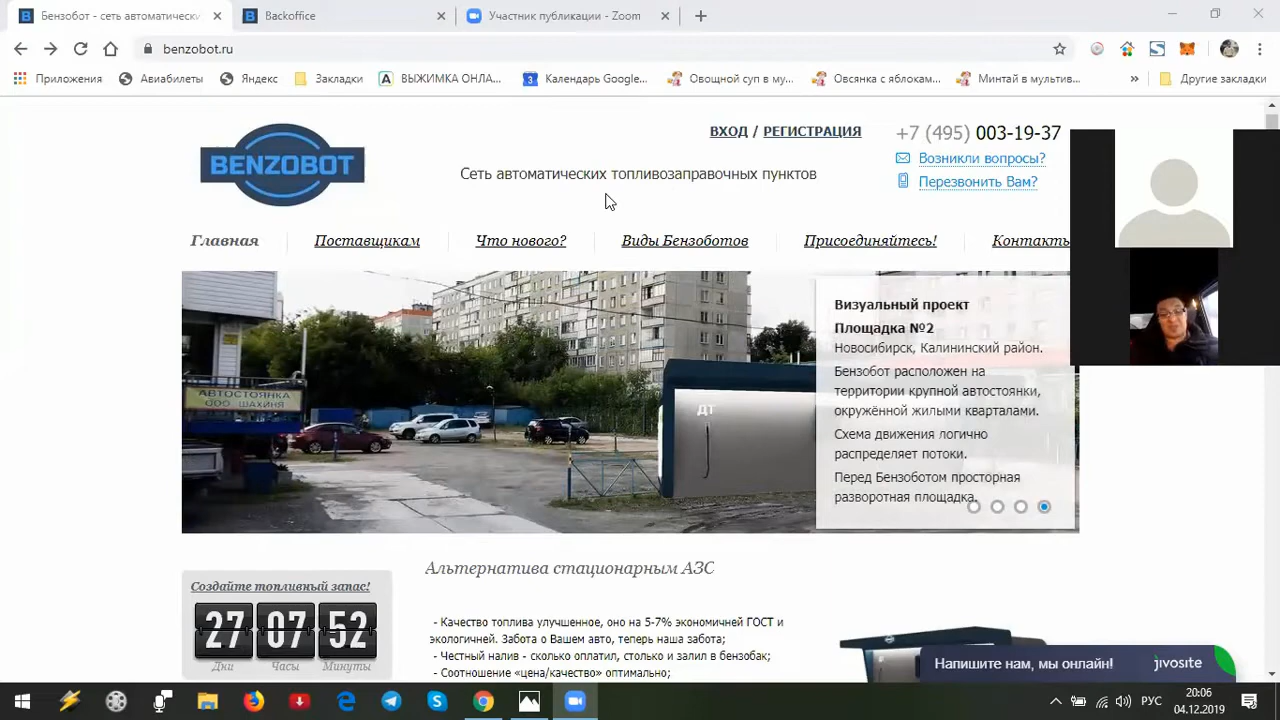 Бензобот - сеть автоматически
Backoffice
Участник публикации - Zoom
benzobot.ru
Приложения
Авиабилеты
Яндекс
Закладки
ВЫЖИМКА ОНЛА...
Календарь Google...
Овощной суп в му...
Овсянка с яблокам...
Минтай в мультив...
»
Другие закладки
BENZOBOT
ВХОД / РЕГИСТРАЦИЯ
+7 (495) 003-19-37
Возникли вопросы?
Сеть автоматических топливозаправочных пунктов
Перезвонить Вам?
Главная
Поставщикам
Что нового?
Виды Бензоботов
Присоединяйтесь!
Контакты
АВТОСТОЯНКА
ООО ШАХИНЯ
ДТ
Визуальный проект
Площадка №2
Новосибирск, Калининский район.
Бензобот расположен на
территории крупной автостоянки,
окружённой жилыми кварталами.
Схема движения логично
распределяет потоки.
Перед Бензоботом просторная
разворотная площадка.
Создайте топливный запас!
27 07 52
Дни Часы Минуты
Альтернатива стационарным АЗС
- Качество топлива улучшенное, оно на 5-7% экономичней ГОСТ и
экологичней. Забота о Вашем авто, теперь наша забота;
- Честный налив - сколько оплатил, столько и залил в бензобак;
- Соотношение «цена/качество» оптимально;
Напишите нам, мы онлайн!
jivosite
РУС
20:06
04.12.2019